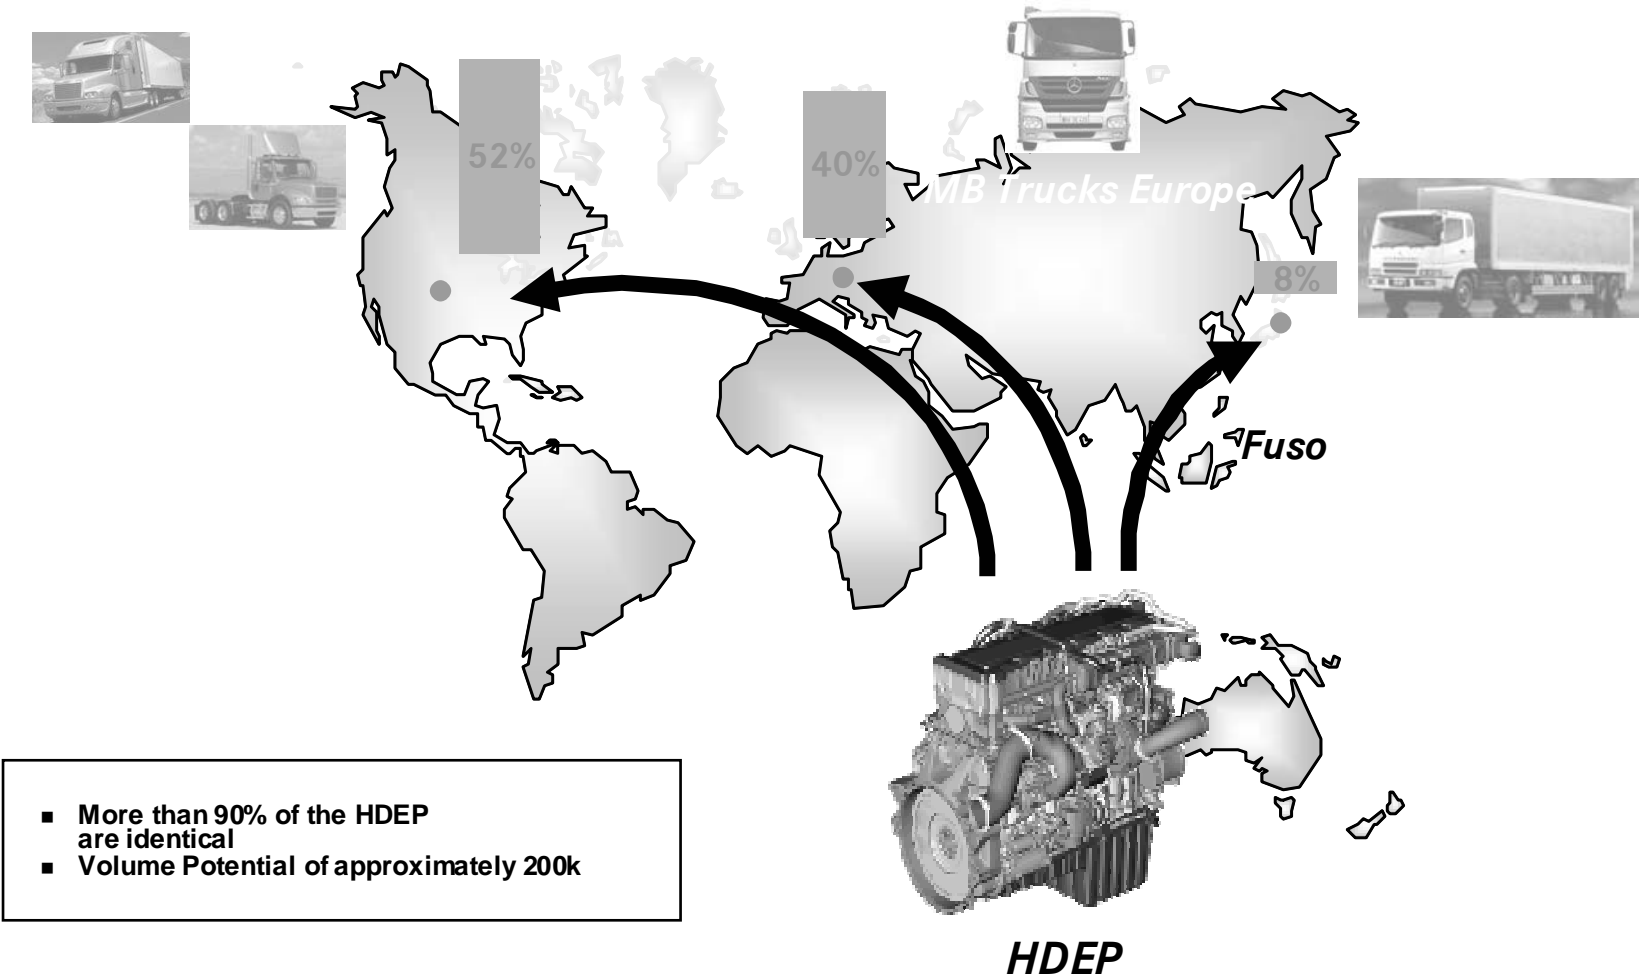 52%
40%
MB Trucks Europe
8%
Fuso
■ More than 90% of the HDEP
are identical
■ Volume Potential of approximately 200k
HDEP